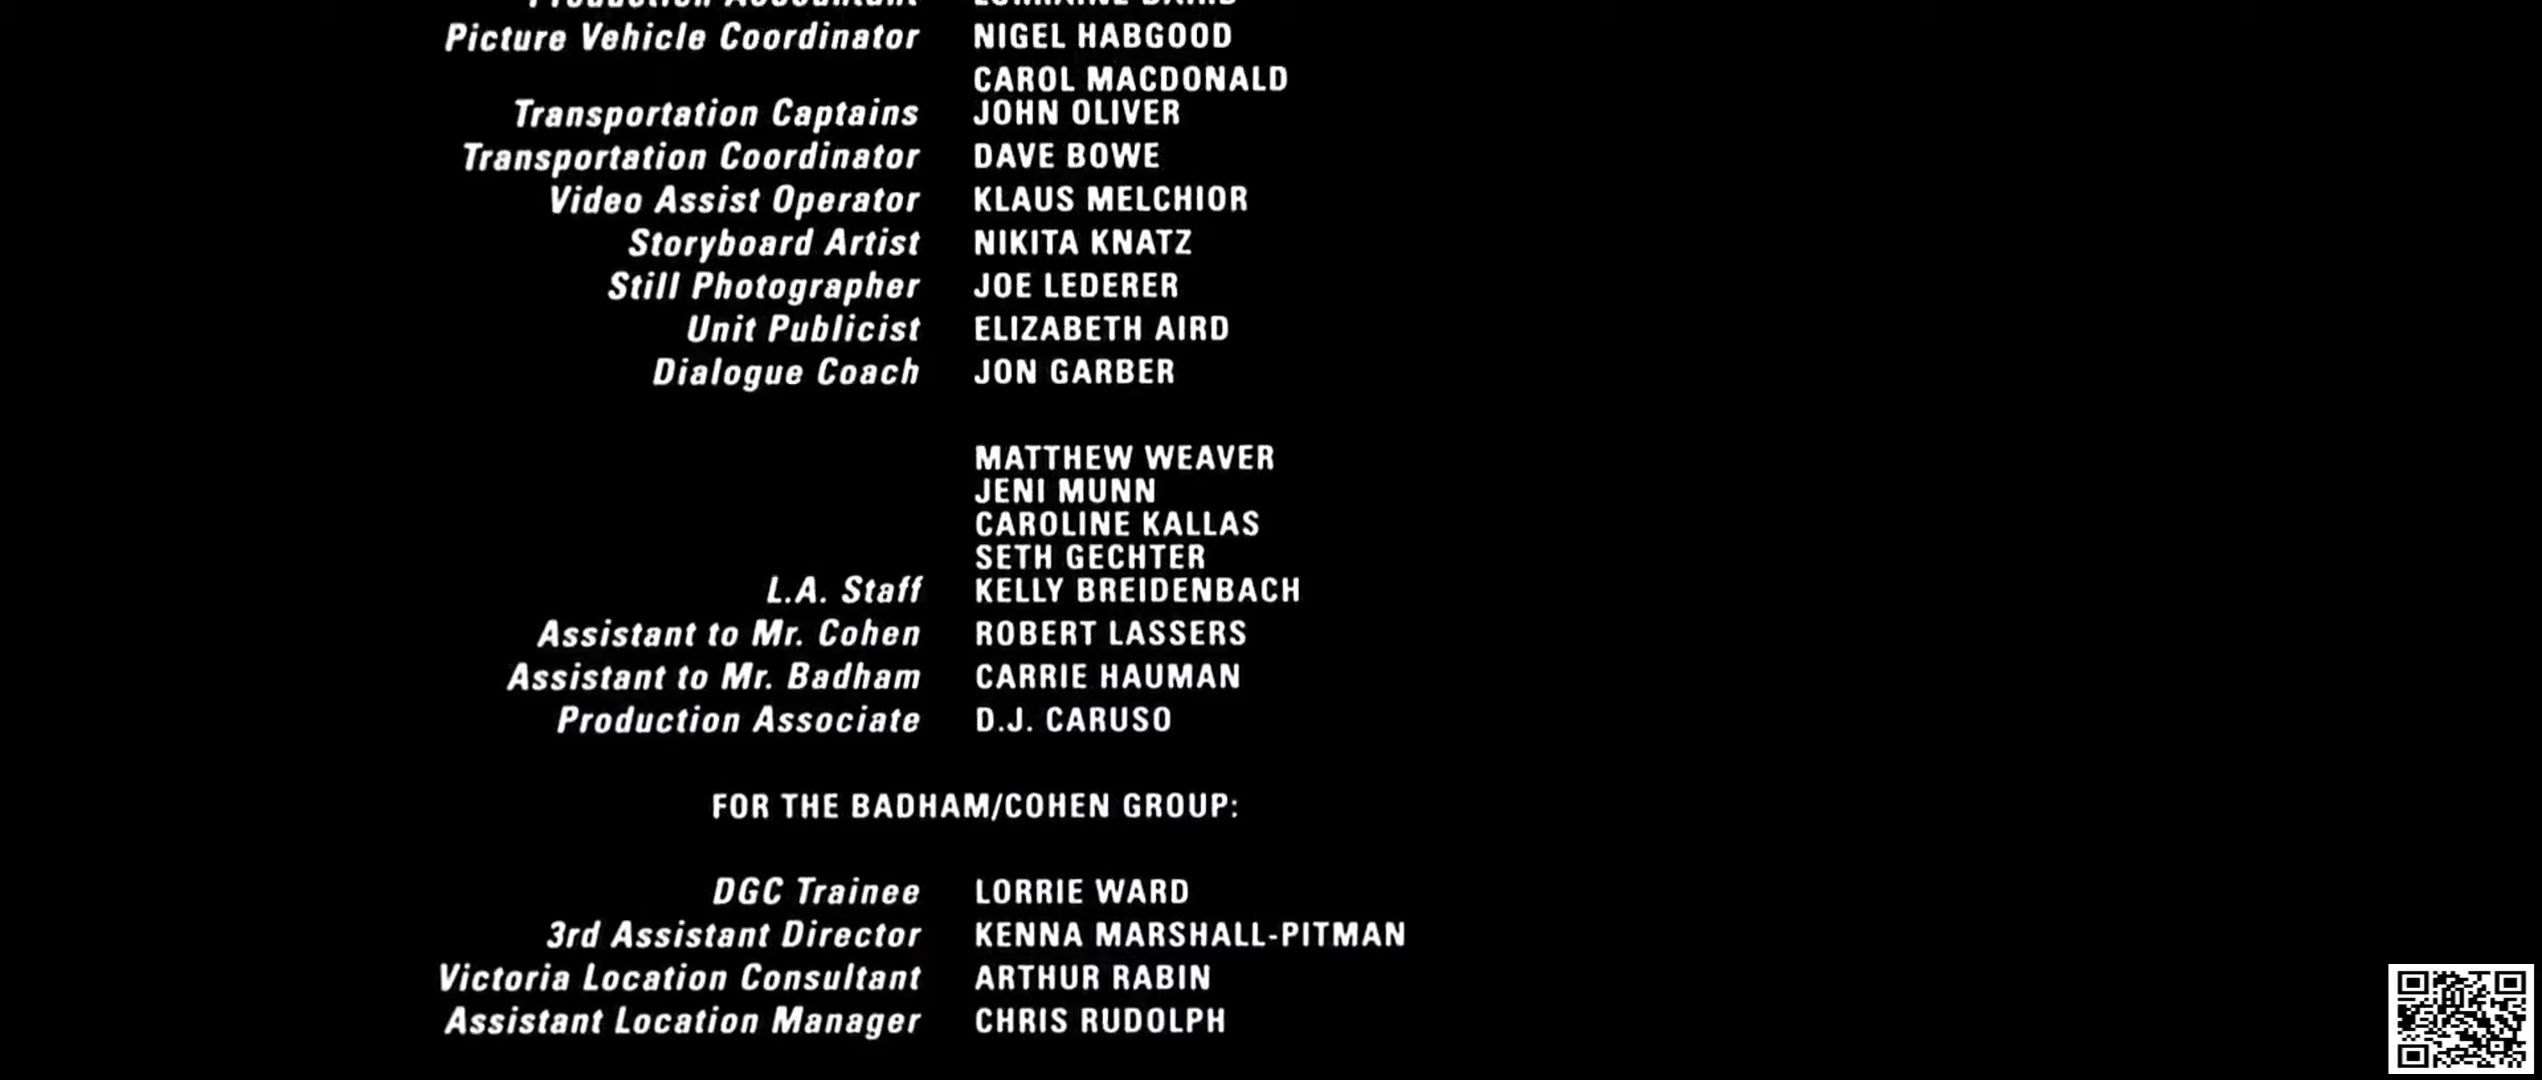 Production Accountant LORRAINE BAIRD
Picture Vehicle Coordinator NIGEL HABGOOD
CAROL MACDONALD
Transportation Captains JOHN OLIVER
Transportation Coordinator DAVE BOWE
Video Assist Operator KLAUS MELCHIOR
Storyboard Artist NIKITA KNATZ
Still Photographer JOE LEDERER
Unit Publicist ELIZABETH AIRD
Dialogue Coach JON GARBER
MATTHEW WEAVER
JENI MUNN
CAROLINE KALLAS
SETH GECHTER
L.A. Staff KELLY BREIDENBACH
Assistant to Mr. Cohen ROBERT LASSERS
Assistant to Mr. Badham CARRIE HAUMAN
Production Associate D.J. CARUSO
FOR THE BADHAM/COHEN GROUP:
DGC Trainee LORRIE WARD
3rd Assistant Director KENNA MARSHALL-PITMAN
Victoria Location Consultant ARTHUR RABIN
Assistant Location Manager CHRIS RUDOLPH